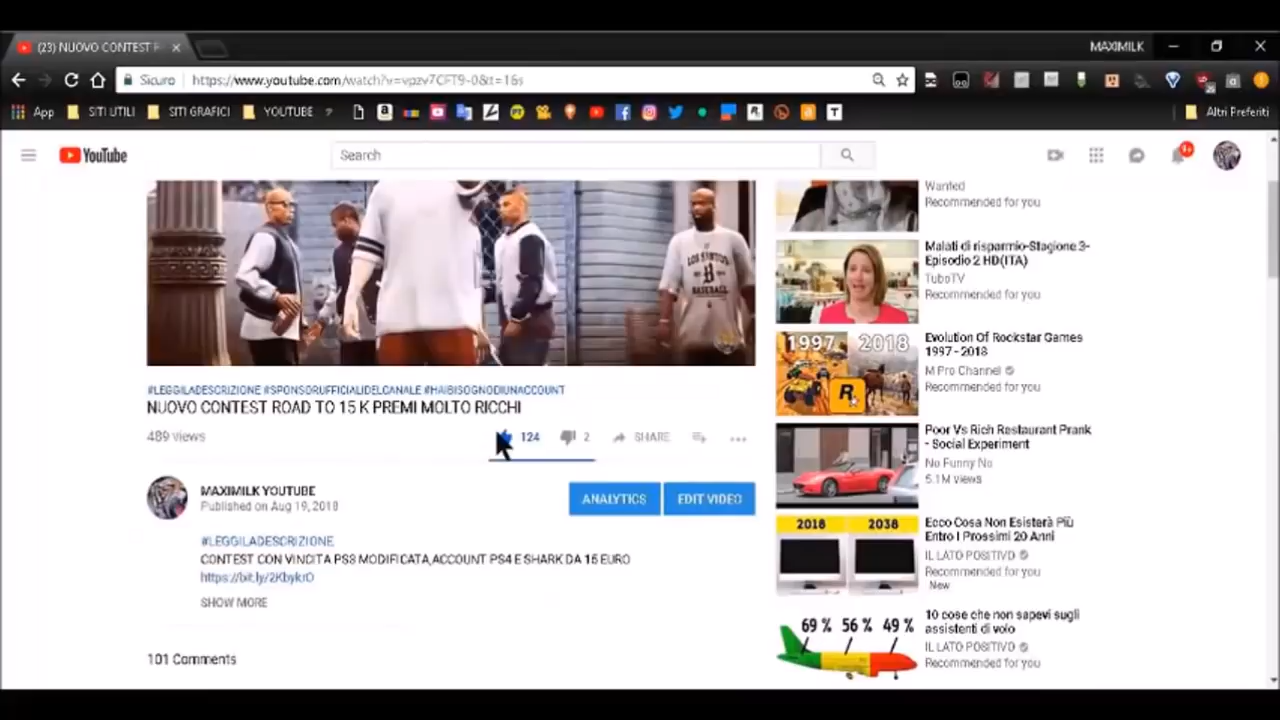 (23) NUOVO CONTEST
MAXIMILK
Sicuro
https://www.youtube.com/watch?v=vpzv7CFT9-0&t=16s
App
SITI UTILI
SITI GRAFICI
YOUTUBE
Altri Preferiti
YouTube
Search
9+
LOS SANTOS
B
BASEBALL
#LEGGILADESCRIZIONE #SPONSORUFFICIALIDELCANALE #HAIBISOGNODIUNACCOUNT
NUOVO CONTEST ROAD TO 15 K PREMI MOLTO RICCHI
489 views
124
2
SHARE
MAXIMILK YOUTUBE
Published on Aug 19, 2018
ANALYTICS
EDIT VIDEO
#LEGGILADESCRIZIONE
CONTEST CON VINCITA PS3 MODIFICATA,ACCOUNT PS4 E SHARK DA 15 EURO
https://bit.ly/2KbykrO
SHOW MORE
101 Comments
Wanted
Recommended for you
Malati di risparmio-Stagione 3-
Episodio 2 HD(ITA)
TuboTV
Recommended for you
1997
2018
R
Evolution Of Rockstar Games
1997 - 2018
M Pro Channel
Recommended for you
Poor Vs Rich Restaurant Prank
- Social Experiment
No Funny No
5.1M views
2018
2038
Ecco Cosa Non Esisterà Più
Entro I Prossimi 20 Anni
IL LATO POSITIVO
Recommended for you
New
69 % 56 % 49 %
10 cose che non sapevi sugli
assistenti di volo
IL LATO POSITIVO
Recommended for you